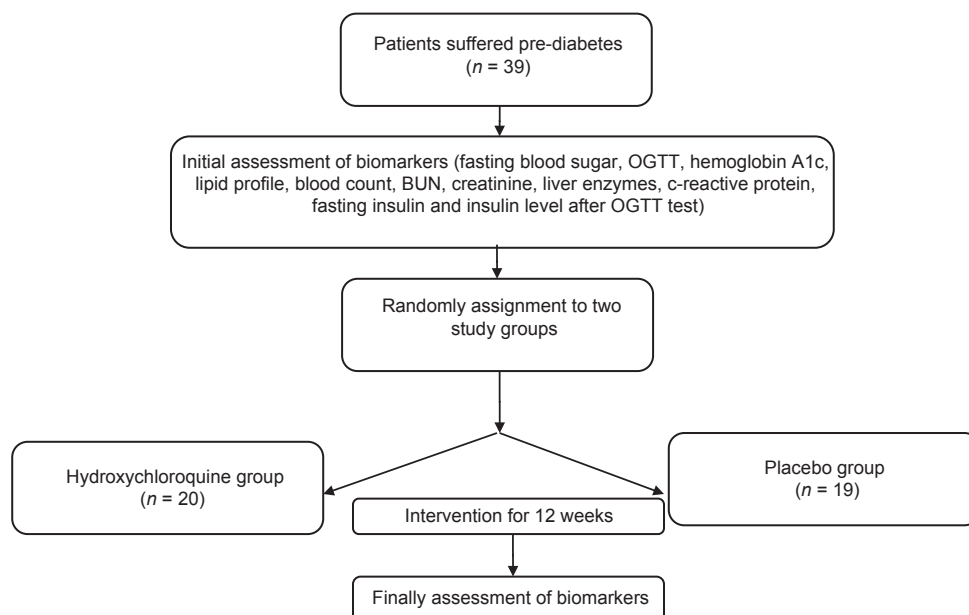 Patients suffered pre-diabetes
(n = 39)
Initial assessment of biomarkers (fasting blood sugar, OGTT, hemoglobin A1c,
lipid profile, blood count, BUN, creatinine, liver enzymes, c-reactive protein,
fasting insulin and insulin level after OGTT test)
Randomly assignment to two
study groups
Hydroxychloroquine group
(n = 20)
Placebo group
(n = 19)
Intervention for 12 weeks
Finally assessment of biomarkers